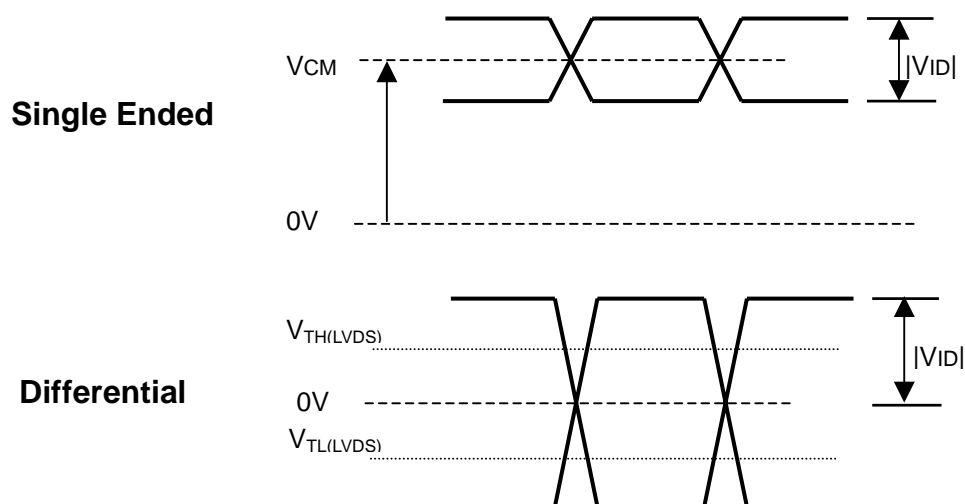 VCM
|VID|
Single Ended
0V
VTH(LVDS)
|VID|
Differential
0V
VTL(LVDS)